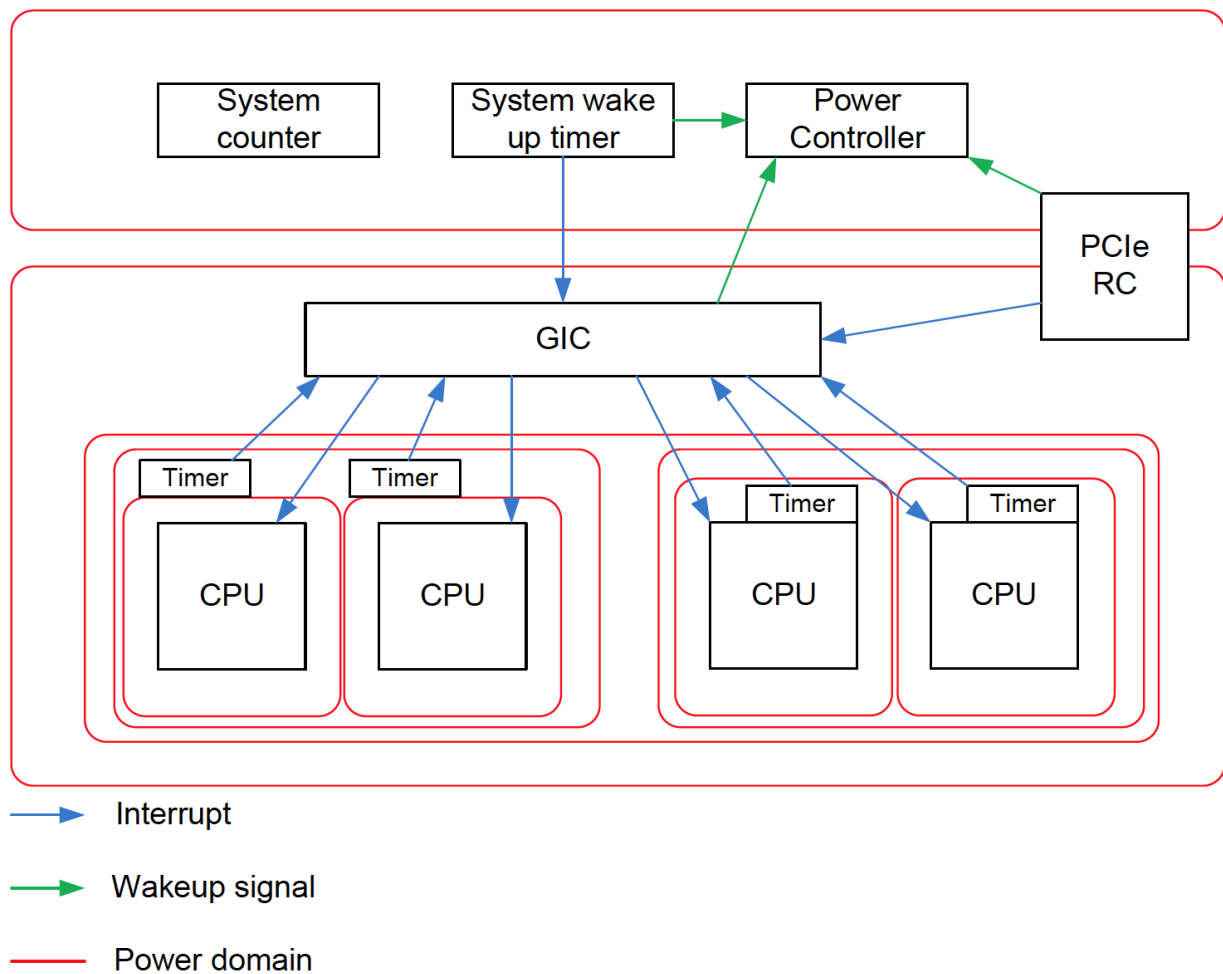 System
counter
System wake
up timer
Power
Controller
PCIe
RC
GIC
Timer
Timer
Timer
Timer
CPU
CPU
CPU
CPU
Interrupt
Wakeup signal
Power domain